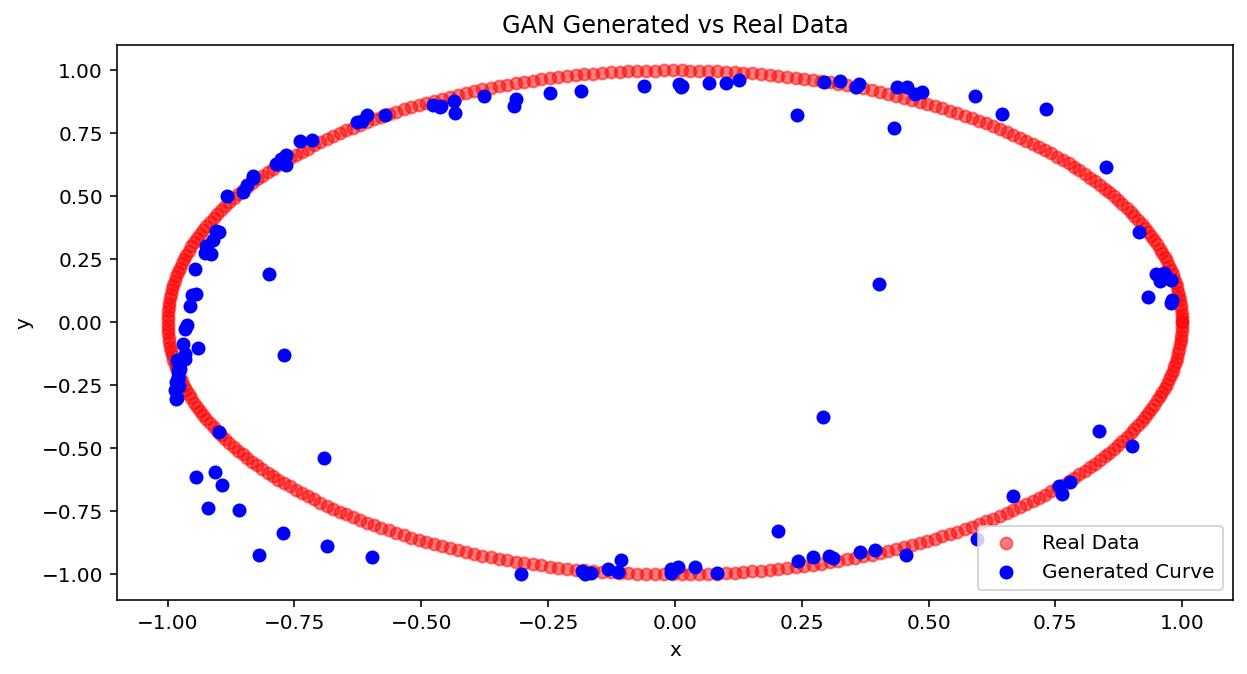 GAN Generated vs Real Data
1.00
0.75
0.50
0.25
0.00
−0.25
−0.50
−0.75
−1.00
y
Real Data
Generated Curve
−1.00 −0.75 −0.50 −0.25 0.00 0.25 0.50 0.75 1.00
x